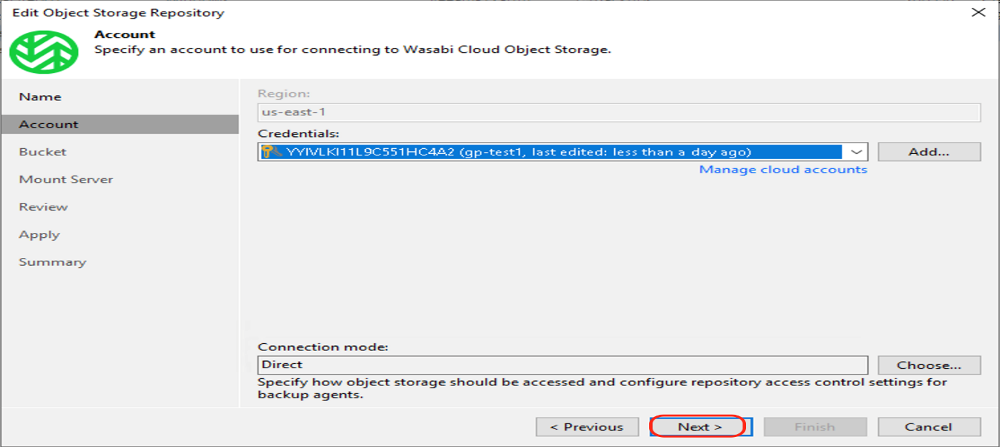 Edit Object Storage Repository
Account
Specify an account to use for connecting to Wasabi Cloud Object Storage.
Name
Account
Bucket
Mount Server
Review
Apply
Summary
Region:
us-east-1
Credentials:
YYIVLKI11L9C551HC4A2 (gp-test1, last edited: less than a day ago)
Add...
Manage cloud accounts
Connection mode:
Direct
Choose...
Specify how object storage should be accessed and configure repository access control settings for
backup agents.
< Previous
Next >
Finish
Cancel